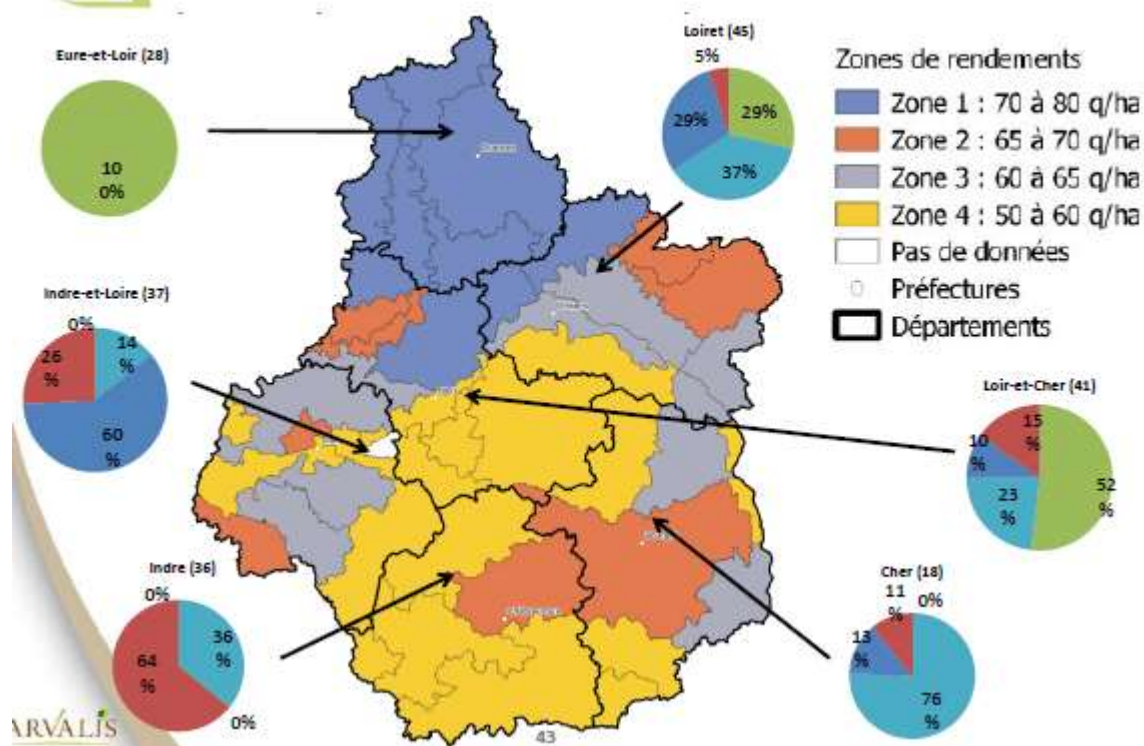 Eure-et-Loir (28)
10
0%
Loiret (45)
5%
29%
29%
37%
Zones de rendements
Zone 1 : 70 à 80 q/ha
Zone 2 : 65 à 70 q/ha
Zone 3 : 60 à 65 q/ha
Zone 4 : 50 à 60 q/ha
Pas de données
Préfectures
Départements
Indre-et-Loire (37)
0%
14
%
26
%
60
%
Loir-et-Cher (41)
15
%
10
%
23
%
52
%
Indre (36)
0%
36
%
64
%
0%
Cher (18)
11
%
0%
13
%
76
%
ARVALIS
43